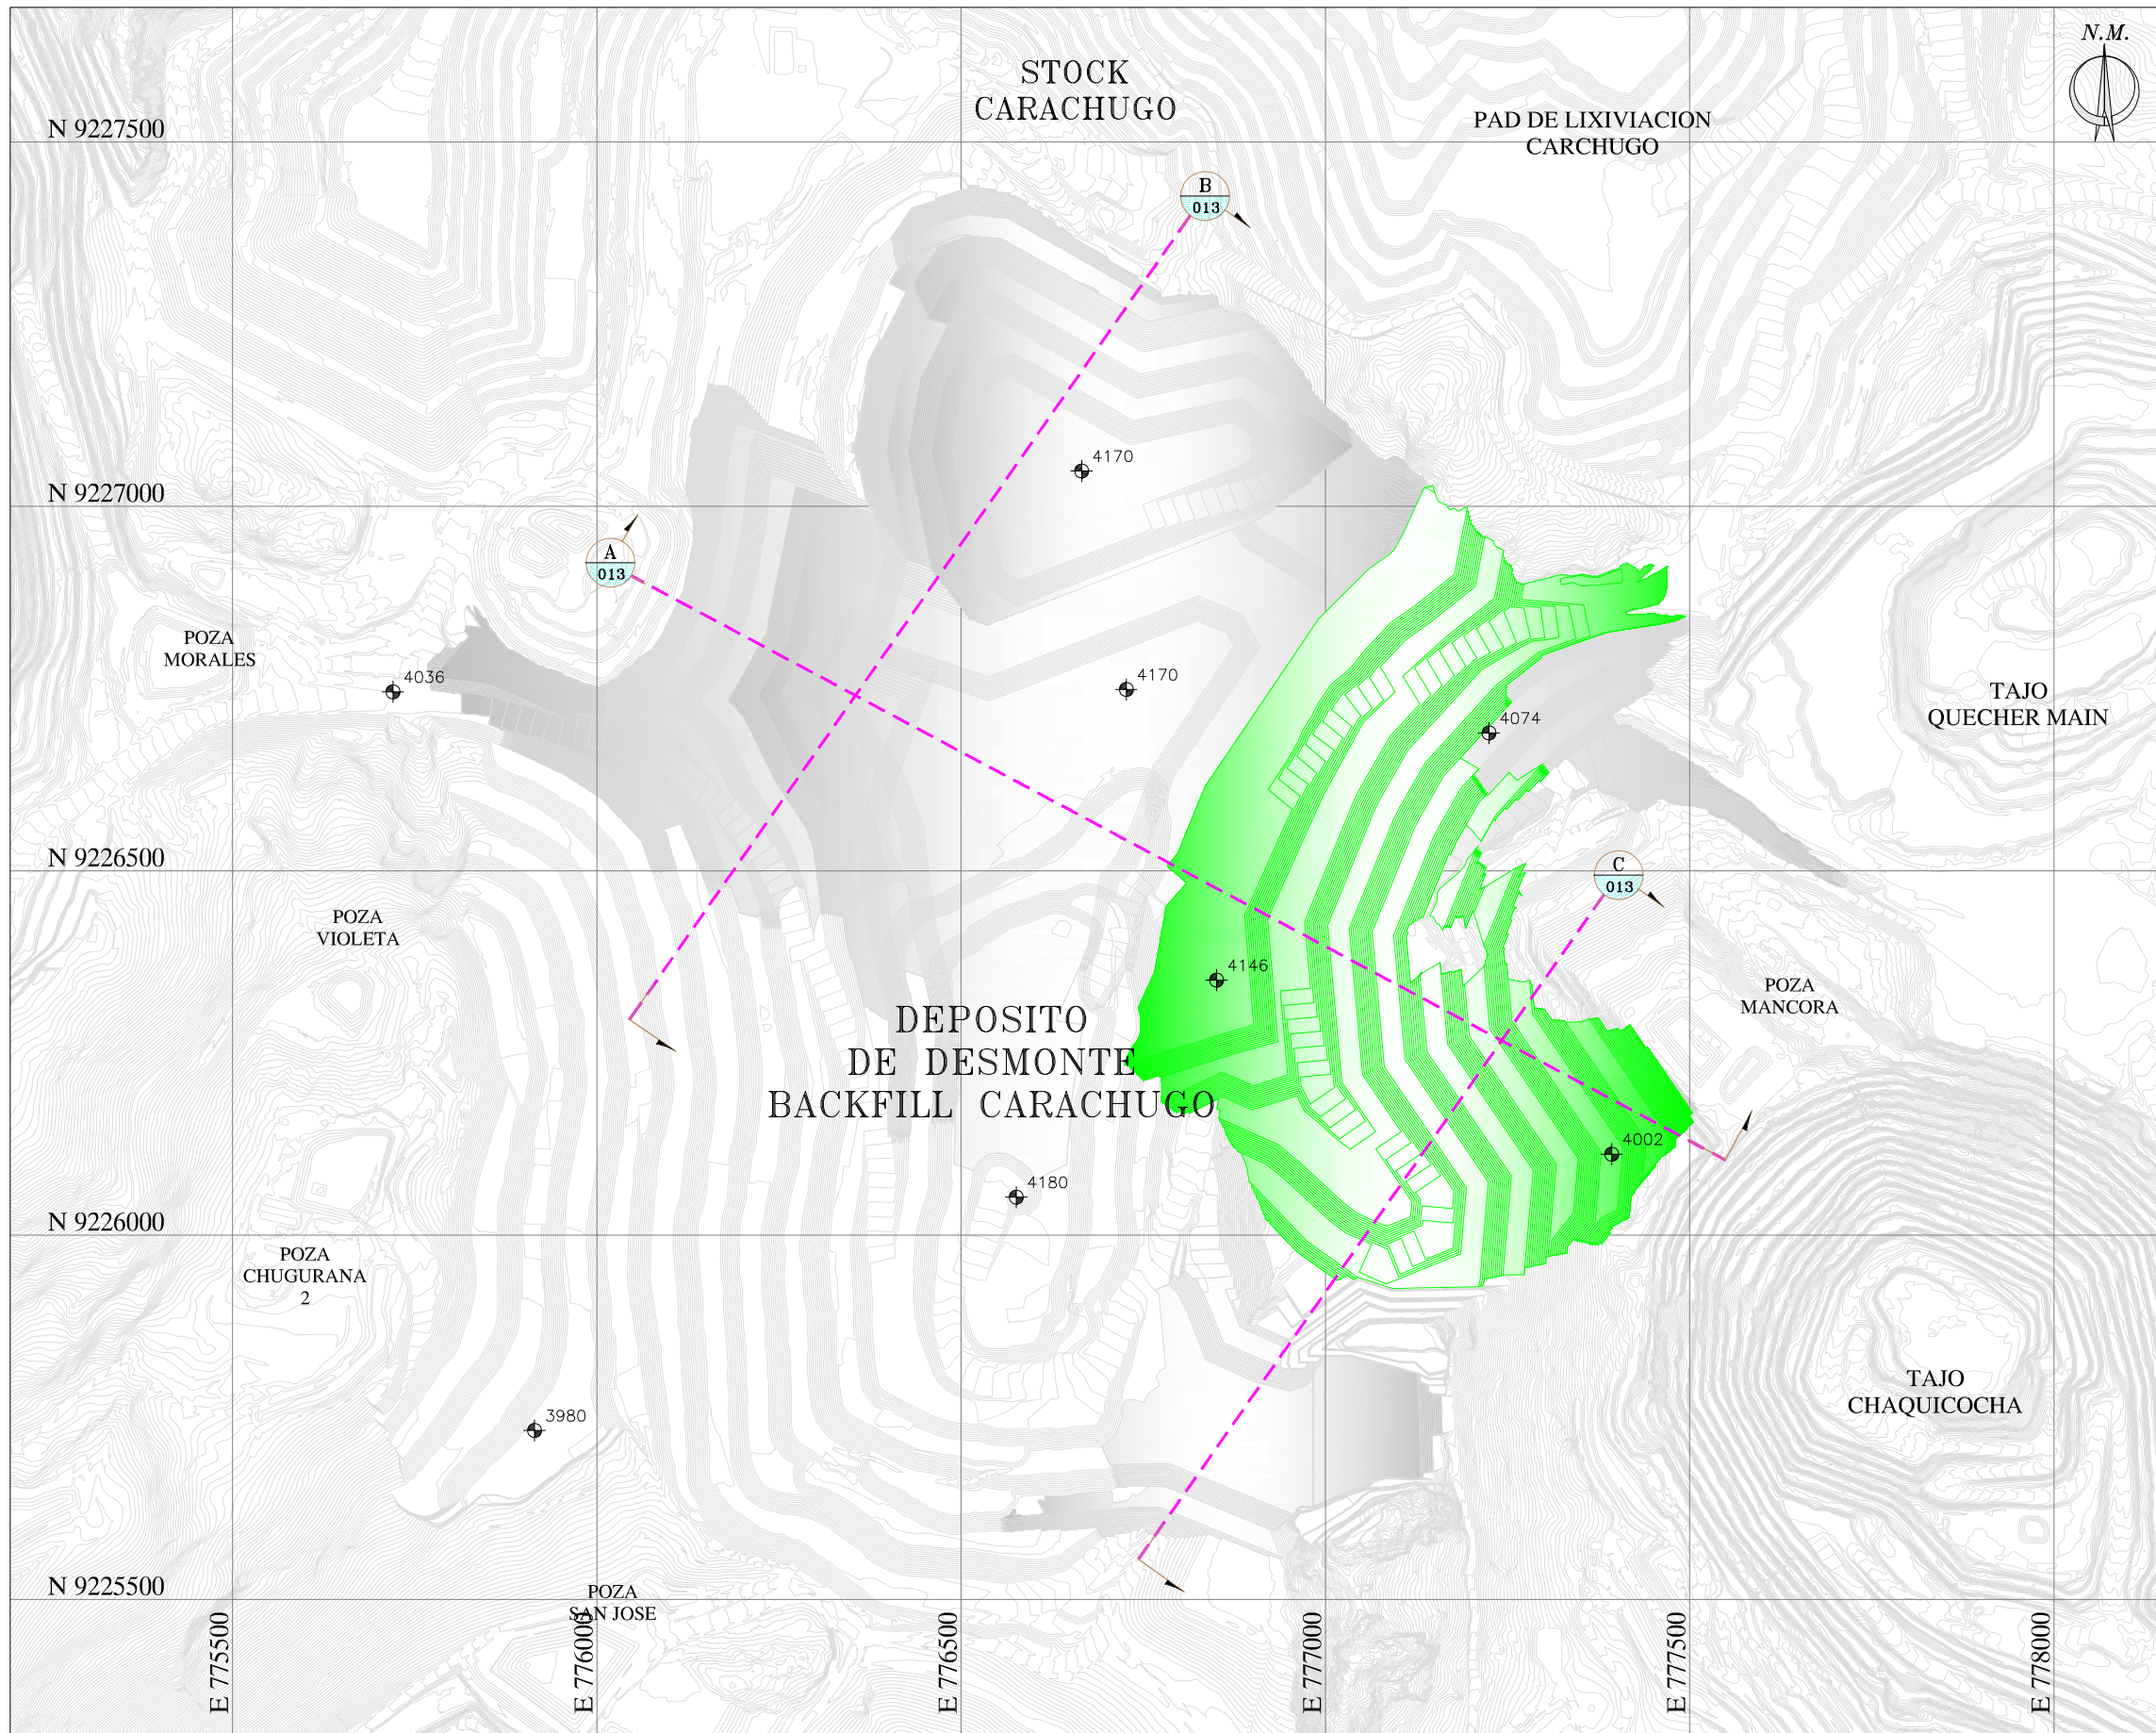 N.M.
STOCK
CARACHUGO
PAD DE LIXIVIACION
CARCHUGO
N 9227500
B
013
4170
N 9227000
A
013
POZA
MORALES
4036
4170
4074
TAJO
QUECHER MAIN
N 9226500
C
013
POZA
VIOLETA
4146
POZA
MANCORA
DEPOSITO
DE DESMONTE
BACKFILL CARACHUGO
4002
4180
N 9226000
POZA
CHUGURANA
2
TAJO
CHAQUICOCHA
3980
N 9225500
POZA
SAN JOSE
E 775500
E 776000
E 776500
E 777000
E 777500
E 778000